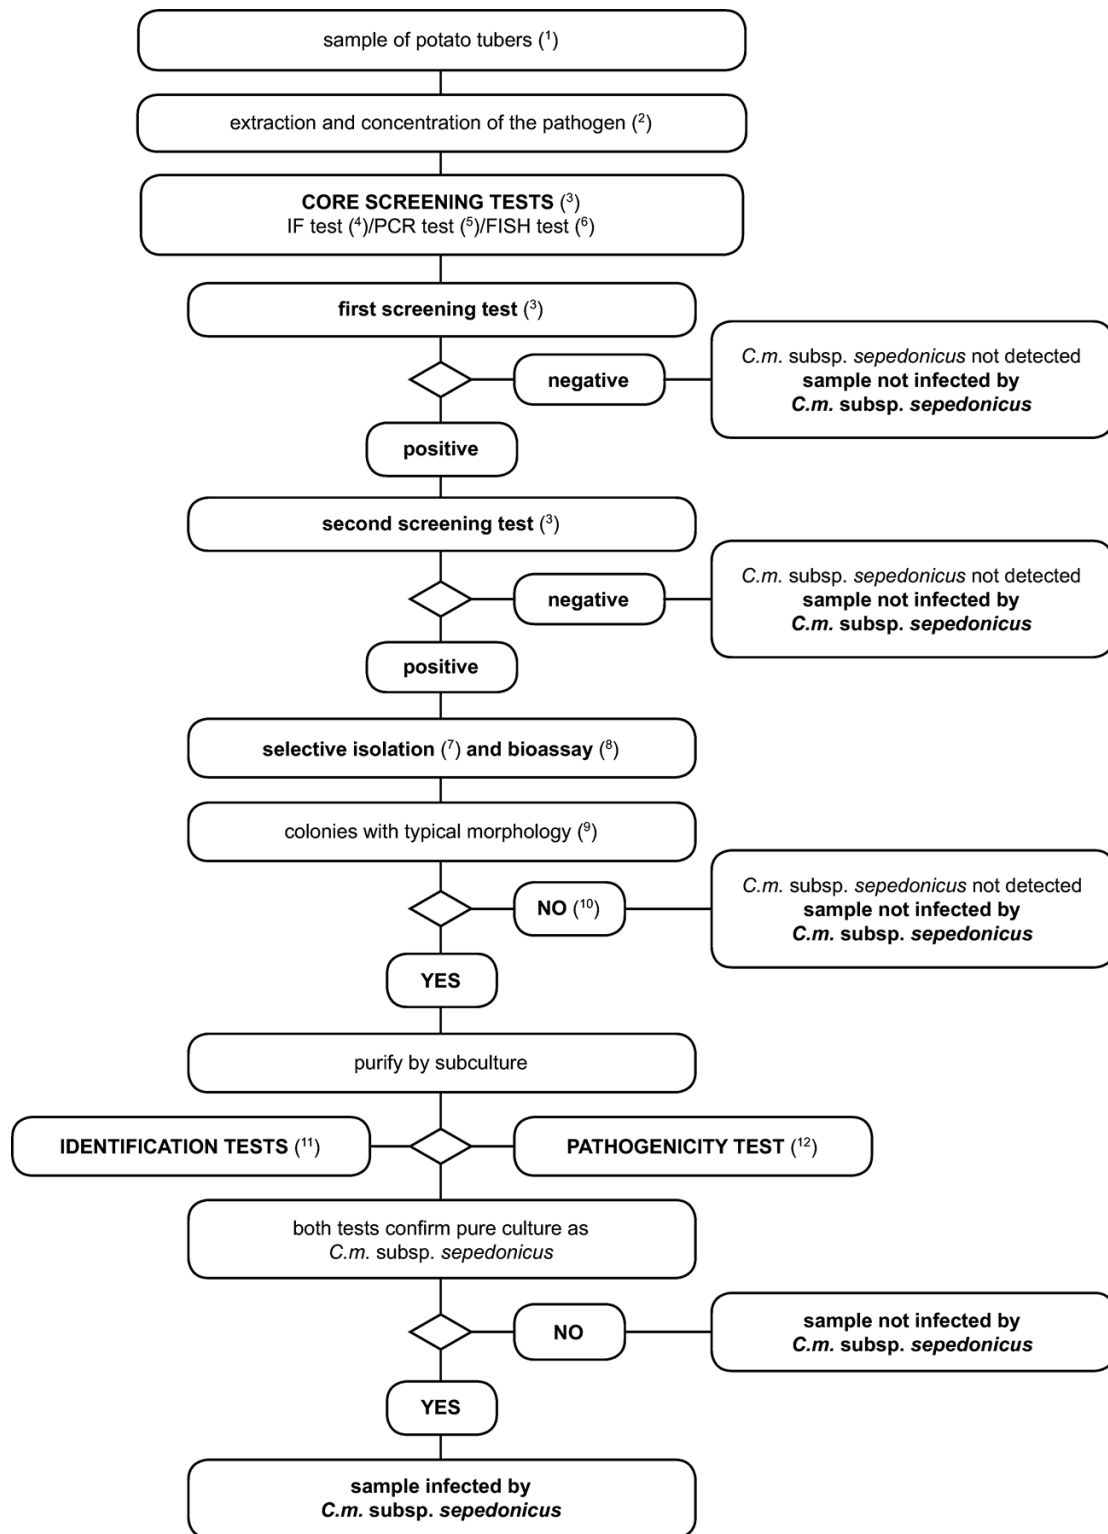 sample of potato tubers (¹)
extraction and concentration of the pathogen (²)
CORE SCREENING TESTS (³)
IF test (⁴)/PCR test (⁵)/FISH test (⁶)
first screening test (³)
negative
C.m. subsp. sepedonicus not detected
sample not infected by
C.m. subsp. sepedonicus
positive
second screening test (³)
negative
C.m. subsp. sepedonicus not detected
sample not infected by
C.m. subsp. sepedonicus
positive
selective isolation (⁷) and bioassay (⁸)
colonies with typical morphology (⁹)
NO (¹⁰)
C.m. subsp. sepedonicus not detected
sample not infected by
C.m. subsp. sepedonicus
YES
purify by subculture
IDENTIFICATION TESTS (¹¹)
PATHOGENICITY TEST (¹²)
both tests confirm pure culture as
C.m. subsp. sepedonicus
NO
sample not infected by
C.m. subsp. sepedonicus
YES
sample infected by
C.m. subsp. sepedonicus